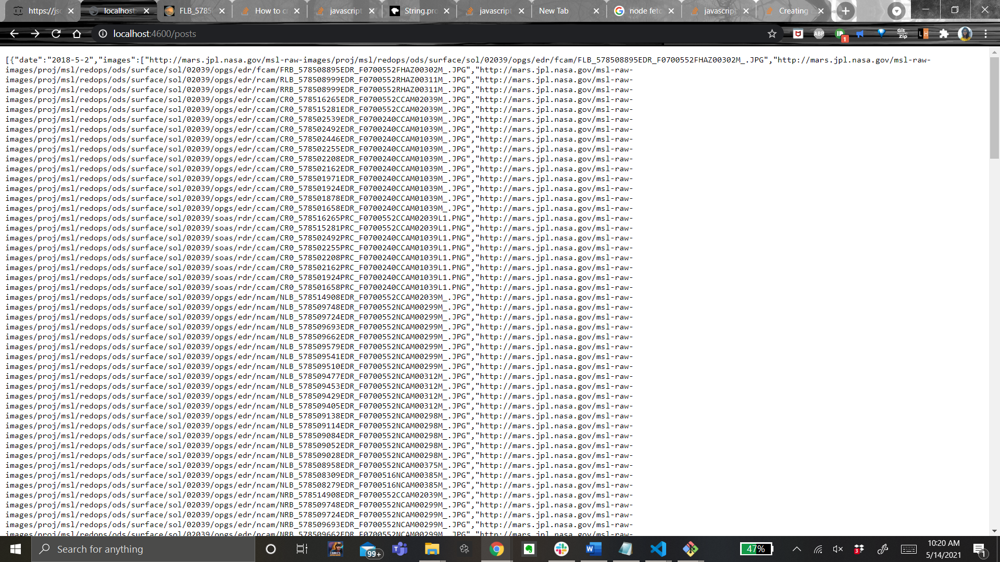 https://jsc
localhost:
FLB_5785
How to cr
javascript
String.pro
javascript
New Tab
node fetc
javascript
Creating
localhost:4600/posts
ABP
1
Git
zip
LH
[{"date":"2018-5-2","images":["http://mars.jpl.nasa.gov/msl-raw-images/proj/msl/redops/ods/surface/sol/02039/opgs/edr/fcam/FLB_578508895EDR_F0700552FHAZ00302M_.JPG","http://mars.jpl.nasa.gov/msl-raw-
images/proj/msl/redops/ods/surface/sol/02039/opgs/edr/fcam/FRB_578508895EDR_F0700552FHAZ00302M_.JPG","http://mars.jpl.nasa.gov/msl-raw-
images/proj/msl/redops/ods/surface/sol/02039/opgs/edr/rcam/RLB_578508999EDR_F0700552RHAZ00311M_.JPG","http://mars.jpl.nasa.gov/msl-raw-
images/proj/msl/redops/ods/surface/sol/02039/opgs/edr/rcam/RRB_578508999EDR_F0700552RHAZ00311M_.JPG","http://mars.jpl.nasa.gov/msl-raw-
images/proj/msl/redops/ods/surface/sol/02039/opgs/edr/ccam/CR0_578516265EDR_F0700552CCAM02039M_.JPG","http://mars.jpl.nasa.gov/msl-raw-
images/proj/msl/redops/ods/surface/sol/02039/opgs/edr/ccam/CR0_578515281EDR_F0700552CCAM02039M_.JPG","http://mars.jpl.nasa.gov/msl-raw-
images/proj/msl/redops/ods/surface/sol/02039/opgs/edr/ccam/CR0_578502539EDR_F0700240CCAM01039M_.JPG","http://mars.jpl.nasa.gov/msl-raw-
images/proj/msl/redops/ods/surface/sol/02039/opgs/edr/ccam/CR0_578502492EDR_F0700240CCAM01039M_.JPG","http://mars.jpl.nasa.gov/msl-raw-
images/proj/msl/redops/ods/surface/sol/02039/opgs/edr/ccam/CR0_578502446EDR_F0700240CCAM01039M_.JPG","http://mars.jpl.nasa.gov/msl-raw-
images/proj/msl/redops/ods/surface/sol/02039/opgs/edr/ccam/CR0_578502255EDR_F0700240CCAM01039M_.JPG","http://mars.jpl.nasa.gov/msl-raw-
images/proj/msl/redops/ods/surface/sol/02039/opgs/edr/ccam/CR0_578502208EDR_F0700240CCAM01039M_.JPG","http://mars.jpl.nasa.gov/msl-raw-
images/proj/msl/redops/ods/surface/sol/02039/opgs/edr/ccam/CR0_578502162EDR_F0700240CCAM01039M_.JPG","http://mars.jpl.nasa.gov/msl-raw-
images/proj/msl/redops/ods/surface/sol/02039/opgs/edr/ccam/CR0_578501971EDR_F0700240CCAM01039M_.JPG","http://mars.jpl.nasa.gov/msl-raw-
images/proj/msl/redops/ods/surface/sol/02039/opgs/edr/ccam/CR0_578501924EDR_F0700240CCAM01039M_.JPG","http://mars.jpl.nasa.gov/msl-raw-
images/proj/msl/redops/ods/surface/sol/02039/opgs/edr/ccam/CR0_578501878EDR_F0700240CCAM01039M_.JPG","http://mars.jpl.nasa.gov/msl-raw-
images/proj/msl/redops/ods/surface/sol/02039/opgs/edr/ccam/CR0_578501658EDR_F0700240CCAM01039M_.JPG","http://mars.jpl.nasa.gov/msl-raw-
images/proj/msl/redops/ods/surface/sol/02039/soas/rdr/ccam/CR0_578516265PRC_F0700552CCAM02039L1.PNG","http://mars.jpl.nasa.gov/msl-raw-
images/proj/msl/redops/ods/surface/sol/02039/soas/rdr/ccam/CR0_578515281PRC_F0700552CCAM02039L1.PNG","http://mars.jpl.nasa.gov/msl-raw-
images/proj/msl/redops/ods/surface/sol/02039/soas/rdr/ccam/CR0_578502492PRC_F0700240CCAM01039L1.PNG","http://mars.jpl.nasa.gov/msl-raw-
images/proj/msl/redops/ods/surface/sol/02039/soas/rdr/ccam/CR0_578502255PRC_F0700240CCAM01039L1.PNG","http://mars.jpl.nasa.gov/msl-raw-
images/proj/msl/redops/ods/surface/sol/02039/soas/rdr/ccam/CR0_578502208PRC_F0700240CCAM01039L1.PNG","http://mars.jpl.nasa.gov/msl-raw-
images/proj/msl/redops/ods/surface/sol/02039/soas/rdr/ccam/CR0_578502162PRC_F0700240CCAM01039L1.PNG","http://mars.jpl.nasa.gov/msl-raw-
images/proj/msl/redops/ods/surface/sol/02039/soas/rdr/ccam/CR0_578501924PRC_F0700240CCAM01039L1.PNG","http://mars.jpl.nasa.gov/msl-raw-
images/proj/msl/redops/ods/surface/sol/02039/soas/rdr/ccam/CR0_578501658PRC_F0700240CCAM01039L1.PNG","http://mars.jpl.nasa.gov/msl-raw-
images/proj/msl/redops/ods/surface/sol/02039/opgs/edr/ncam/NLB_578514908EDR_F0700552CCAM02039M_.JPG","http://mars.jpl.nasa.gov/msl-raw-
images/proj/msl/redops/ods/surface/sol/02039/opgs/edr/ncam/NLB_578509748EDR_F0700552NCAM00299M_.JPG","http://mars.jpl.nasa.gov/msl-raw-
images/proj/msl/redops/ods/surface/sol/02039/opgs/edr/ncam/NLB_578509724EDR_F0700552NCAM00299M_.JPG","http://mars.jpl.nasa.gov/msl-raw-
images/proj/msl/redops/ods/surface/sol/02039/opgs/edr/ncam/NLB_578509693EDR_F0700552NCAM00299M_.JPG","http://mars.jpl.nasa.gov/msl-raw-
images/proj/msl/redops/ods/surface/sol/02039/opgs/edr/ncam/NLB_578509662EDR_F0700552NCAM00299M_.JPG","http://mars.jpl.nasa.gov/msl-raw-
images/proj/msl/redops/ods/surface/sol/02039/opgs/edr/ncam/NLB_578509579EDR_F0700552NCAM00299M_.JPG","http://mars.jpl.nasa.gov/msl-raw-
images/proj/msl/redops/ods/surface/sol/02039/opgs/edr/ncam/NLB_578509541EDR_F0700552NCAM00299M_.JPG","http://mars.jpl.nasa.gov/msl-raw-
images/proj/msl/redops/ods/surface/sol/02039/opgs/edr/ncam/NLB_578509510EDR_F0700552NCAM00299M_.JPG","http://mars.jpl.nasa.gov/msl-raw-
images/proj/msl/redops/ods/surface/sol/02039/opgs/edr/ncam/NLB_578509477EDR_F0700552NCAM00312M_.JPG","http://mars.jpl.nasa.gov/msl-raw-
images/proj/msl/redops/ods/surface/sol/02039/opgs/edr/ncam/NLB_578509453EDR_F0700552NCAM00312M_.JPG","http://mars.jpl.nasa.gov/msl-raw-
images/proj/msl/redops/ods/surface/sol/02039/opgs/edr/ncam/NLB_578509429EDR_F0700552NCAM00312M_.JPG","http://mars.jpl.nasa.gov/msl-raw-
images/proj/msl/redops/ods/surface/sol/02039/opgs/edr/ncam/NLB_578509405EDR_F0700552NCAM00312M_.JPG","http://mars.jpl.nasa.gov/msl-raw-
images/proj/msl/redops/ods/surface/sol/02039/opgs/edr/ncam/NLB_578509138EDR_F0700552NCAM00298M_.JPG","http://mars.jpl.nasa.gov/msl-raw-
images/proj/msl/redops/ods/surface/sol/02039/opgs/edr/ncam/NLB_578509114EDR_F0700552NCAM00298M_.JPG","http://mars.jpl.nasa.gov/msl-raw-
images/proj/msl/redops/ods/surface/sol/02039/opgs/edr/ncam/NLB_578509084EDR_F0700552NCAM00298M_.JPG","http://mars.jpl.nasa.gov/msl-raw-
images/proj/msl/redops/ods/surface/sol/02039/opgs/edr/ncam/NLB_578509052EDR_F0700552NCAM00298M_.JPG","http://mars.jpl.nasa.gov/msl-raw-
images/proj/msl/redops/ods/surface/sol/02039/opgs/edr/ncam/NLB_578509028EDR_F0700552NCAM00298M_.JPG","http://mars.jpl.nasa.gov/msl-raw-
images/proj/msl/redops/ods/surface/sol/02039/opgs/edr/ncam/NLB_578508958EDR_F0700552NCAM00375M_.JPG","http://mars.jpl.nasa.gov/msl-raw-
images/proj/msl/redops/ods/surface/sol/02039/opgs/edr/ncam/NLB_578508309EDR_F0700516NCAM00385M_.JPG","http://mars.jpl.nasa.gov/msl-raw-
images/proj/msl/redops/ods/surface/sol/02039/opgs/edr/ncam/NLB_578508279EDR_F0700516NCAM00385M_.JPG","http://mars.jpl.nasa.gov/msl-raw-
images/proj/msl/redops/ods/surface/sol/02039/opgs/edr/ncam/NRB_578514908EDR_F0700552CCAM02039M_.JPG","http://mars.jpl.nasa.gov/msl-raw-
images/proj/msl/redops/ods/surface/sol/02039/opgs/edr/ncam/NRB_578509748EDR_F0700552NCAM00299M_.JPG","http://mars.jpl.nasa.gov/msl-raw-
images/proj/msl/redops/ods/surface/sol/02039/opgs/edr/ncam/NRB_578509724EDR_F0700552NCAM00299M_.JPG","http://mars.jpl.nasa.gov/msl-raw-
images/proj/msl/redops/ods/surface/sol/02039/opgs/edr/ncam/NRB_578509693EDR_F0700552NCAM00299M_.JPG","http://mars.jpl.nasa.gov/msl-raw-
images/proj/msl/redops/ods/surface/sol/02039/opgs/edr/ncam/NRB_578509662EDR_F0700552NCAM00299M_.JPG","http://mars.jpl.nasa.gov/msl-raw-
Search for anything
99+
47%
3
10:20 AM
5/14/2021
1